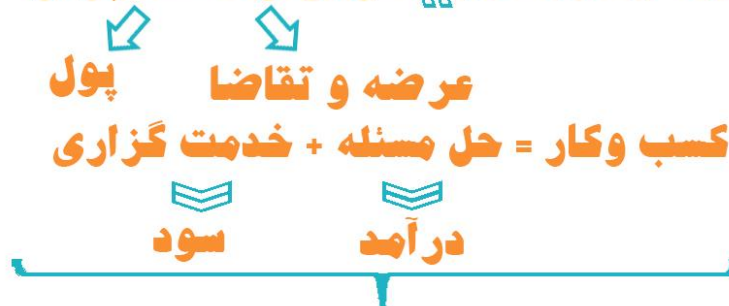 عرضه و تقاضا پول
کسب وکار = حل مسئله + خدمت گزاری
درآمد سود